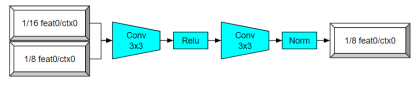 1/16 feat0/ctx0
1/8 feat0/ctx0
Conv
3x3
Relu
Conv
3x3
Norm
1/8 feat0/ctx0